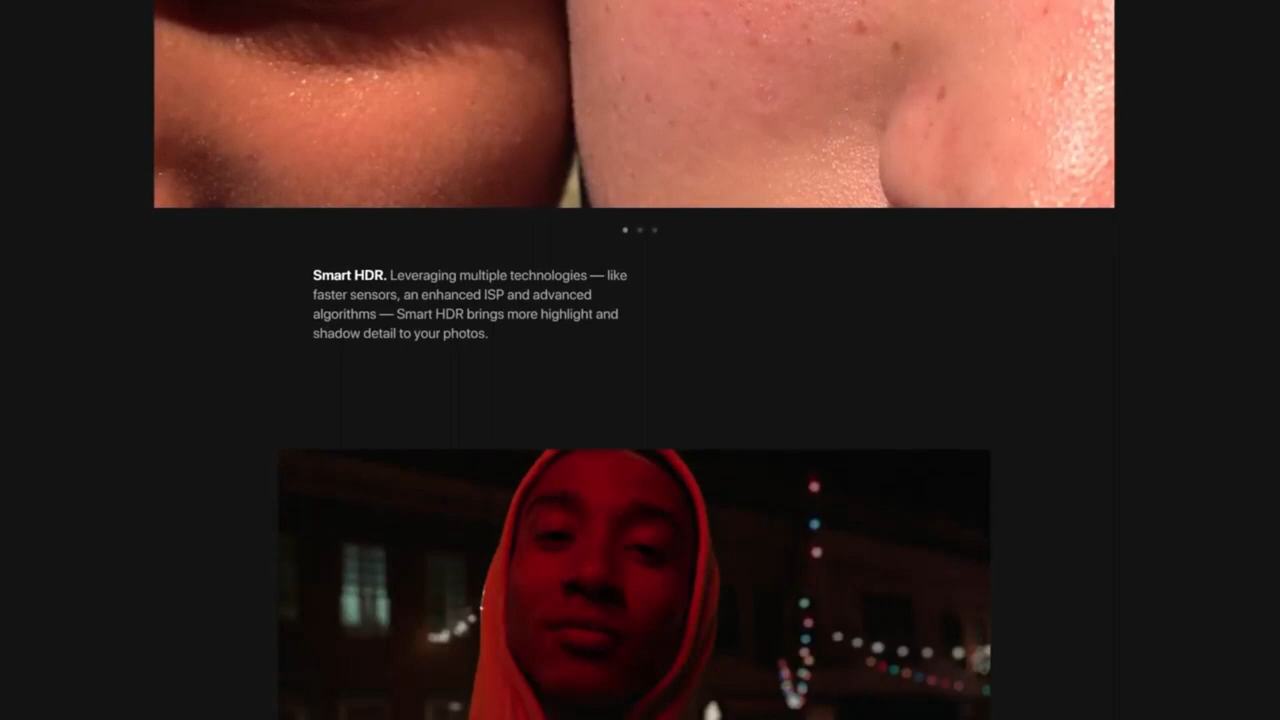 Smart HDR. Leveraging multiple technologies — like
faster sensors, an enhanced ISP and advanced
algorithms — Smart HDR brings more highlight and
shadow detail to your photos.